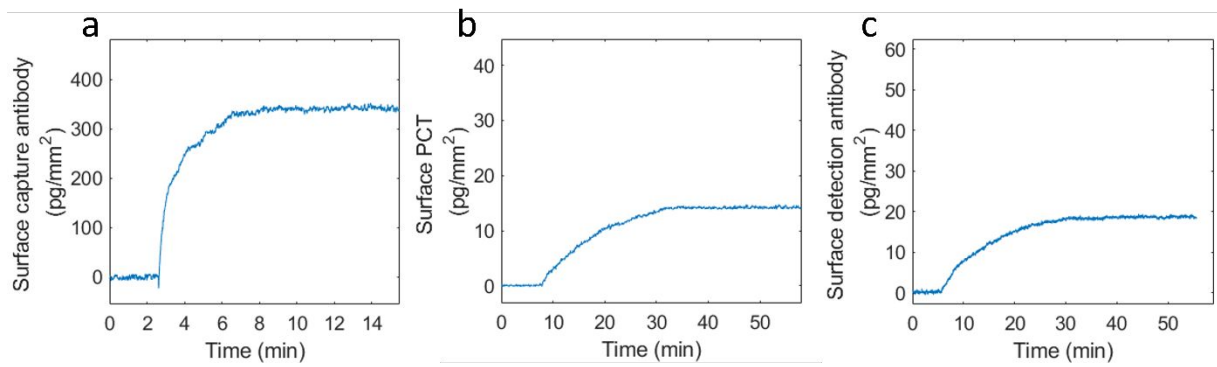 a
Surface capture antibody
(pg/mm²)
400
300
200
100
0
0 2 4 6 8 10 12 14
Time (min)
b
Surface PCT
(pg/mm²)
40
30
20
10
0
0 10 20 30 40 50
Time (min)
c
Surface detection antibody
(pg/mm²)
60
50
40
30
20
10
0
0 10 20 30 40 50
Time (min)